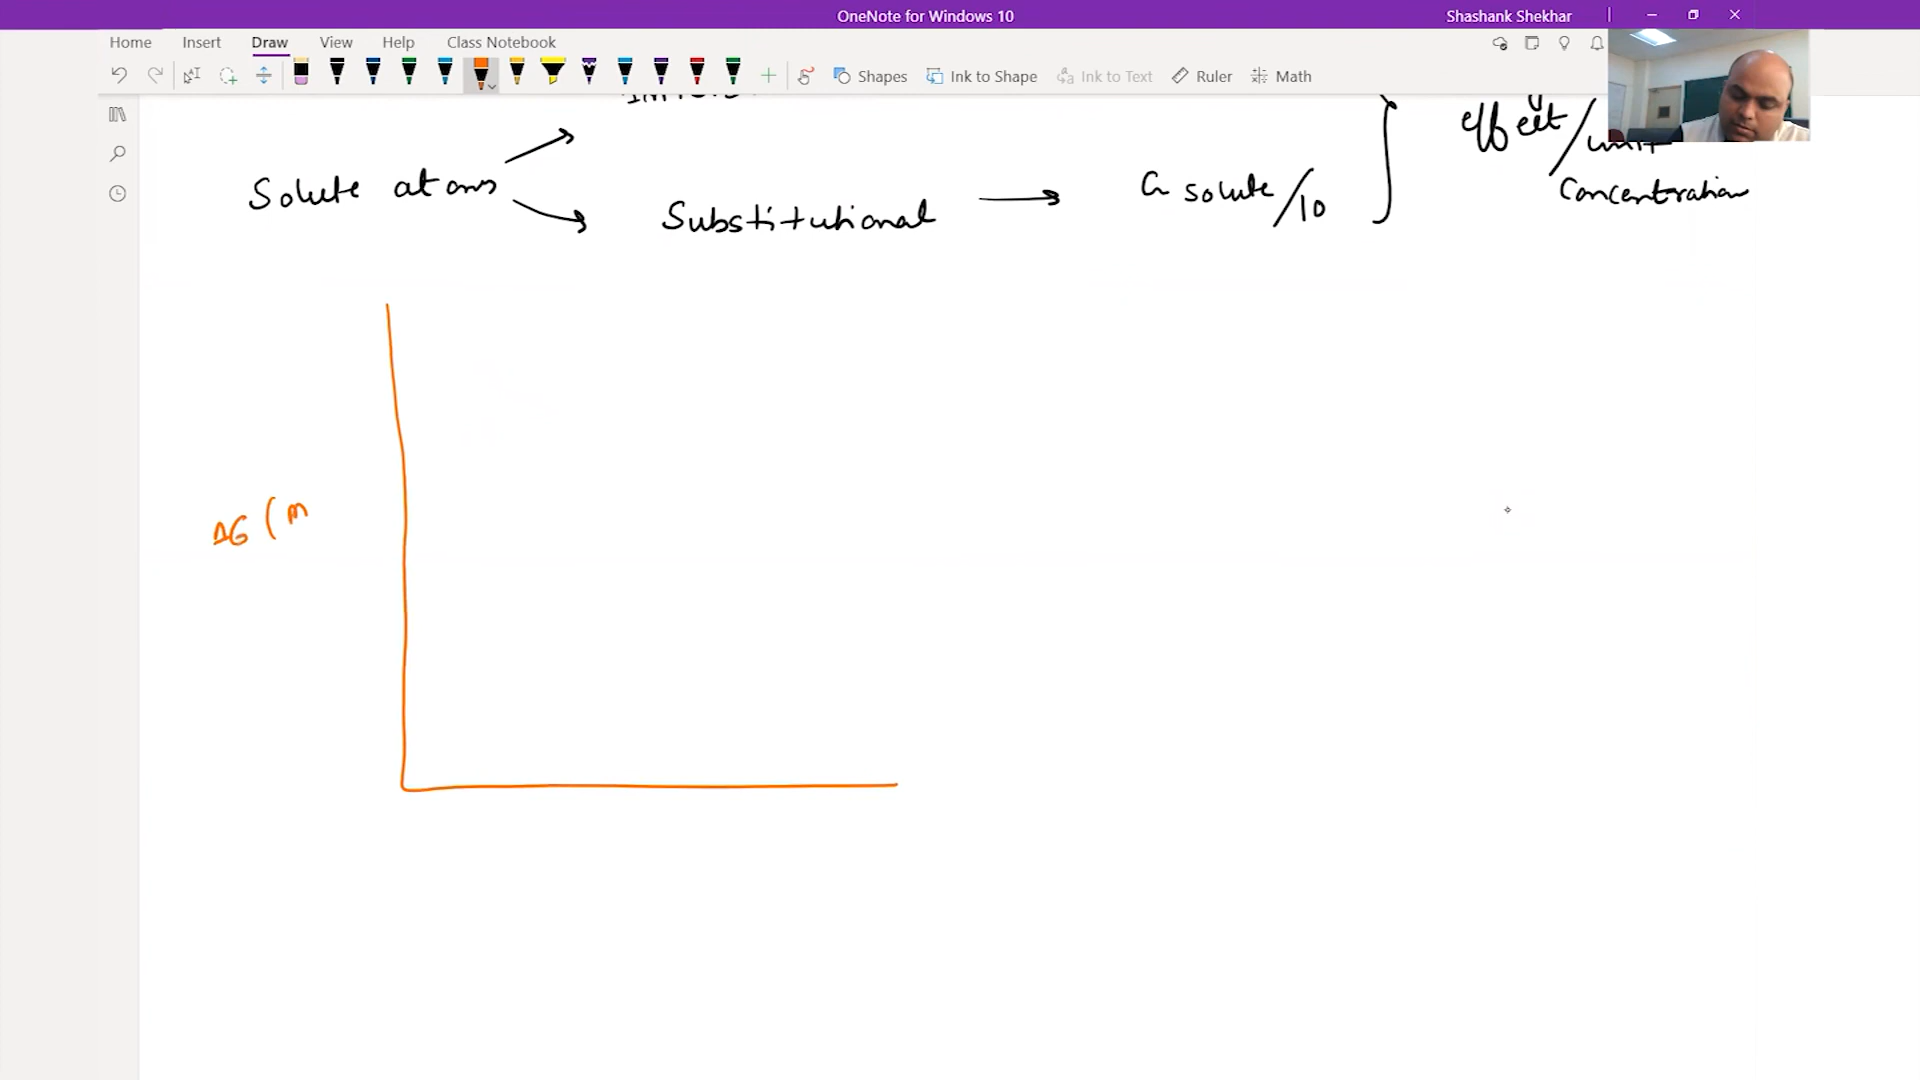 OneNote for Windows 10
Shashank Shekhar
Home Insert Draw View Help Class Notebook
Shapes Ink to Shape Ink to Text Ruler Math
effect/unit
concentration
Solute atoms
Substitutional
G solute/10
ΔG (m